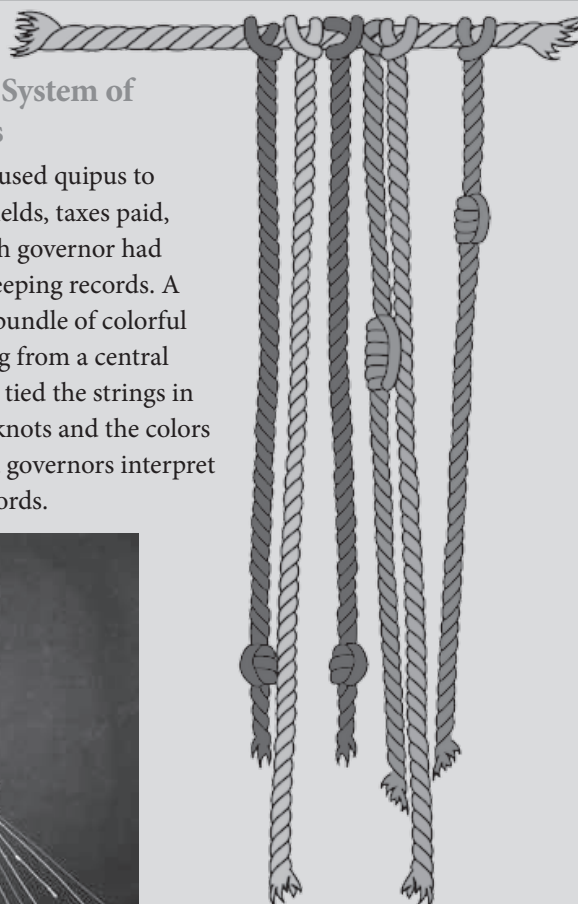 System of
s
used quipus to
elds, taxes paid,
h governor had
eeping records. A
bundle of colorful
g from a central
tied the strings in
knots and the colors
governors interpret
ords.